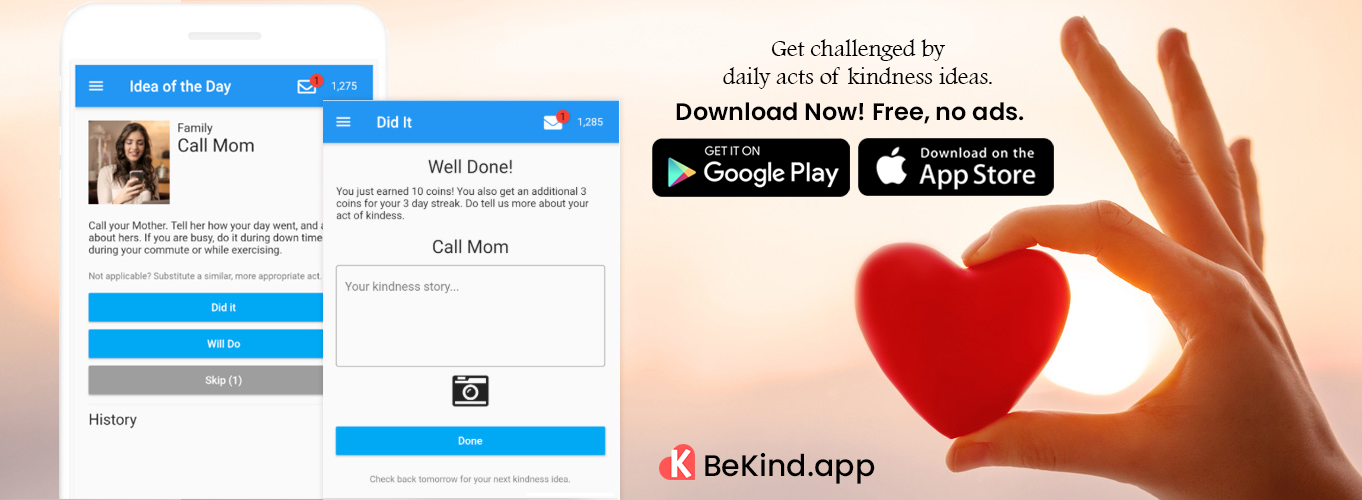 Idea of the Day
1
1,275
Family
Call Mom
Call your Mother. Tell her how your day went, and
about hers. If you are busy, do it during down time
during your commute or while exercising.
Not applicable? Substitute a similar, more appropriate act.
Did it
Will Do
Skip (1)
History
Did It
1
1,285
Well Done!
You just earned 10 coins! You also get an additional 3
coins for your 3 day streak. Do tell us more about your
act of kindess.
Call Mom
Your kindness story...
Done
Check back tomorrow for your next kindness idea.
Get challenged by
daily acts of kindness ideas.
Download Now! Free, no ads.
GET IT ON
Google Play
Download on the
App Store
K BeKind.app